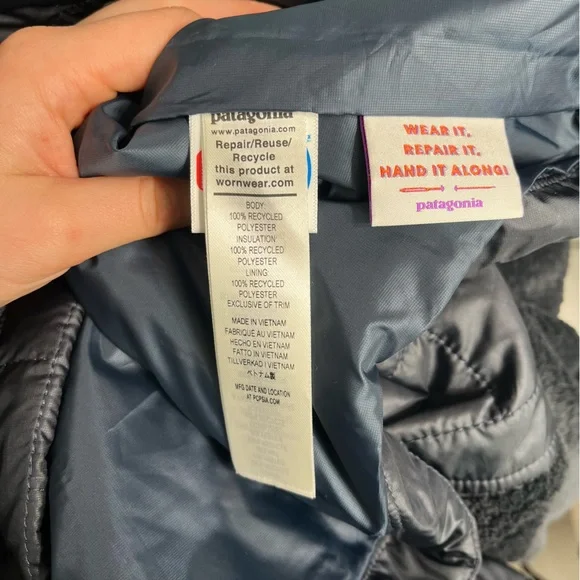 patagonia
www.patagonia.com
Repair/Reuse/
Recycle
this product at
wornwear.com
BODY:
100% RECYCLED
POLYESTER
INSULATION:
100% RECYCLED
POLYESTER
LINING:
100% RECYCLED
POLYESTER
EXCLUSIVE OF TRIM
MADE IN VIETNAM
FABRIQUÉ AU VIETNAM
HECHO EN VIETNAM
FATTO IN VIETNAM
TILLVERKAD I VIETNAM
ベトナム製
MFG DATE AND LOCATION
AT PCPSIA.COM
WEAR IT,
REPAIR IT,
HAND IT ALONG!
patagonia